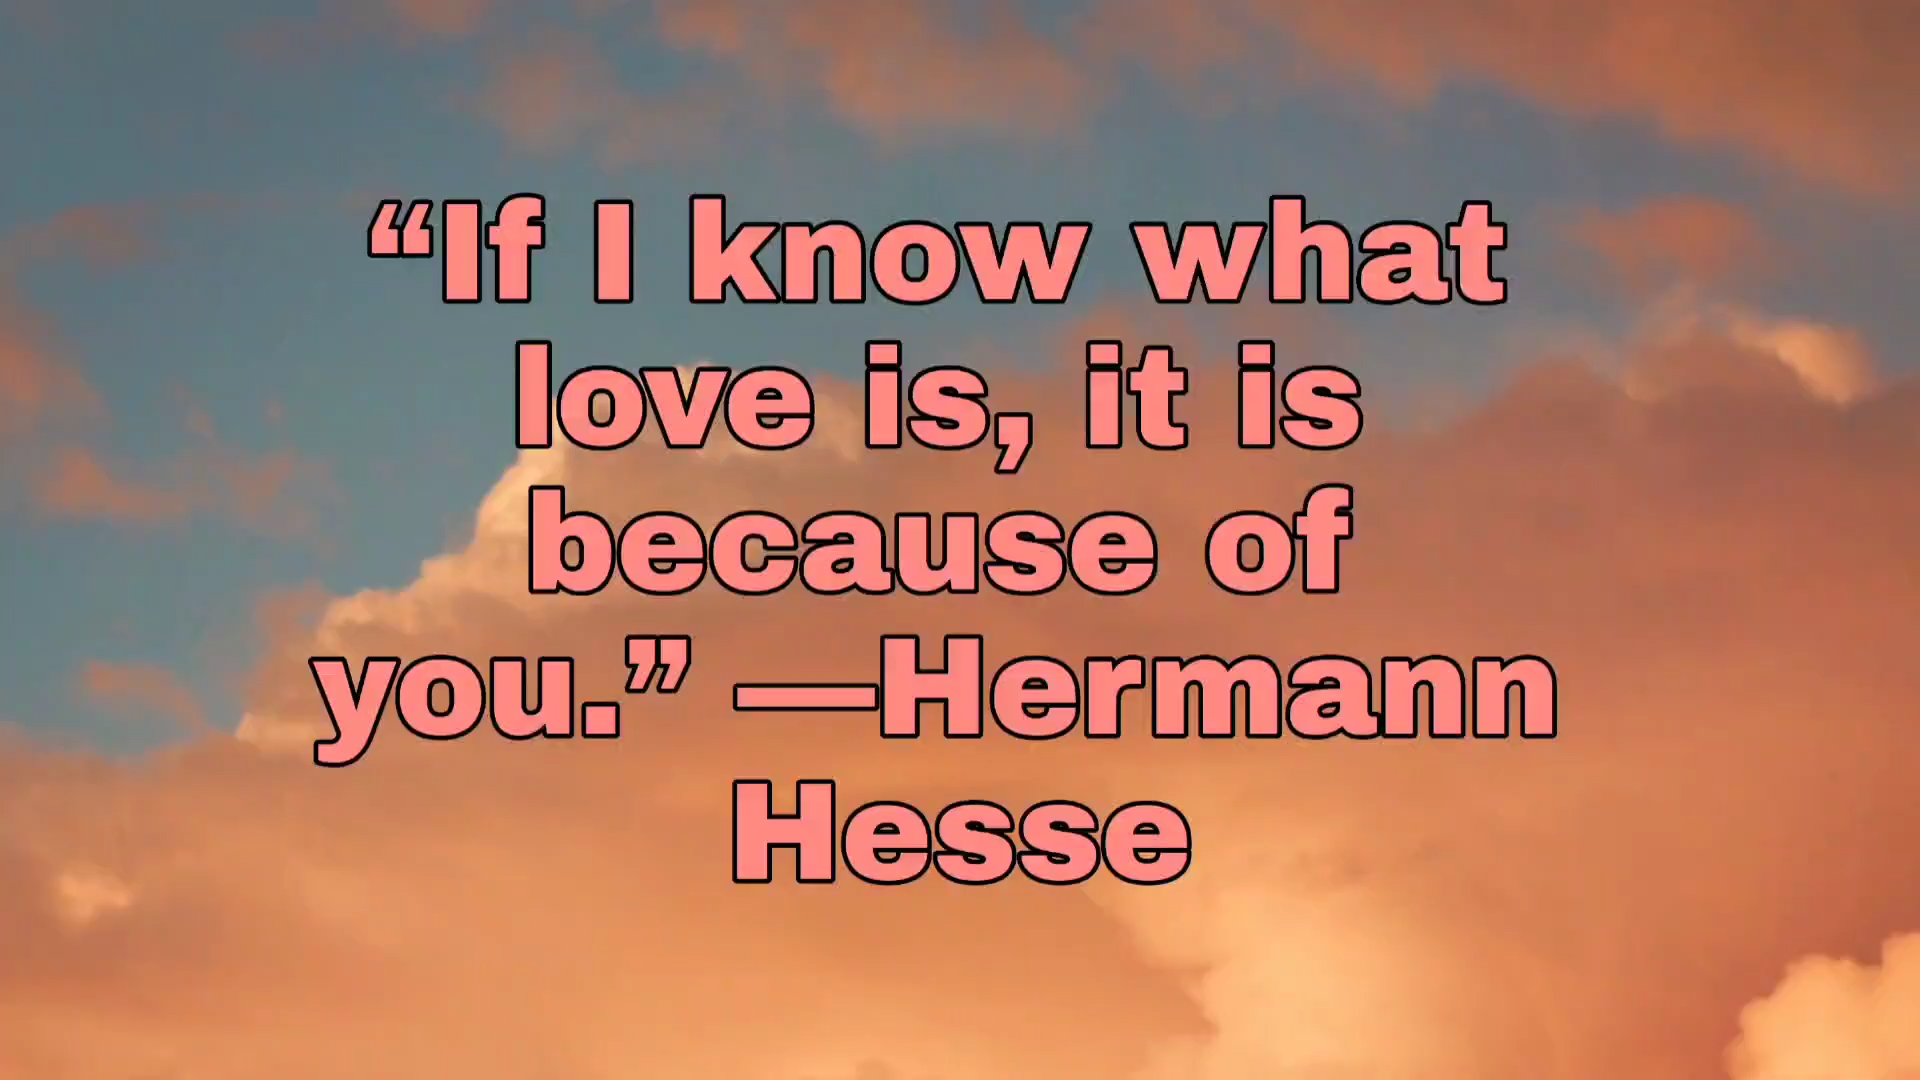 “If I know what
love is, it is
because of
you.” —Hermann
Hesse